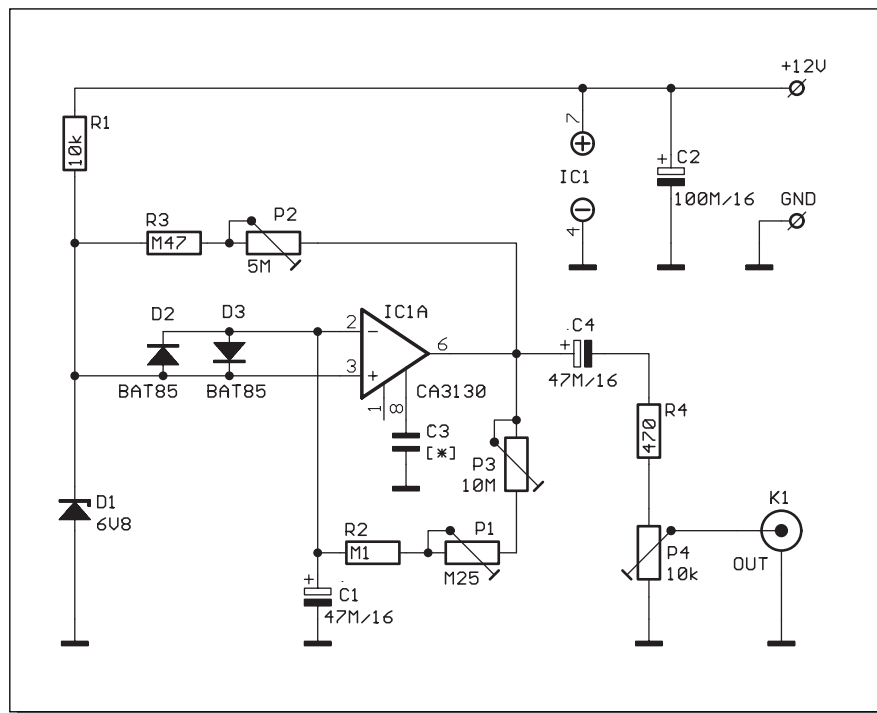 +12V
R1
10k
7
IC1
4
+
C2
100M/16
GND
R3
M47
P2
5M
D2
D3
BAT85
BAT85
IC1A
2
3
6
1
8
CA3130
C3
[*]
+
C4
47M/16
R4
470
P3
10M
D1
6V8
R2
M1
P1
M25
+
C1
47M/16
P4
10k
K1
OUT